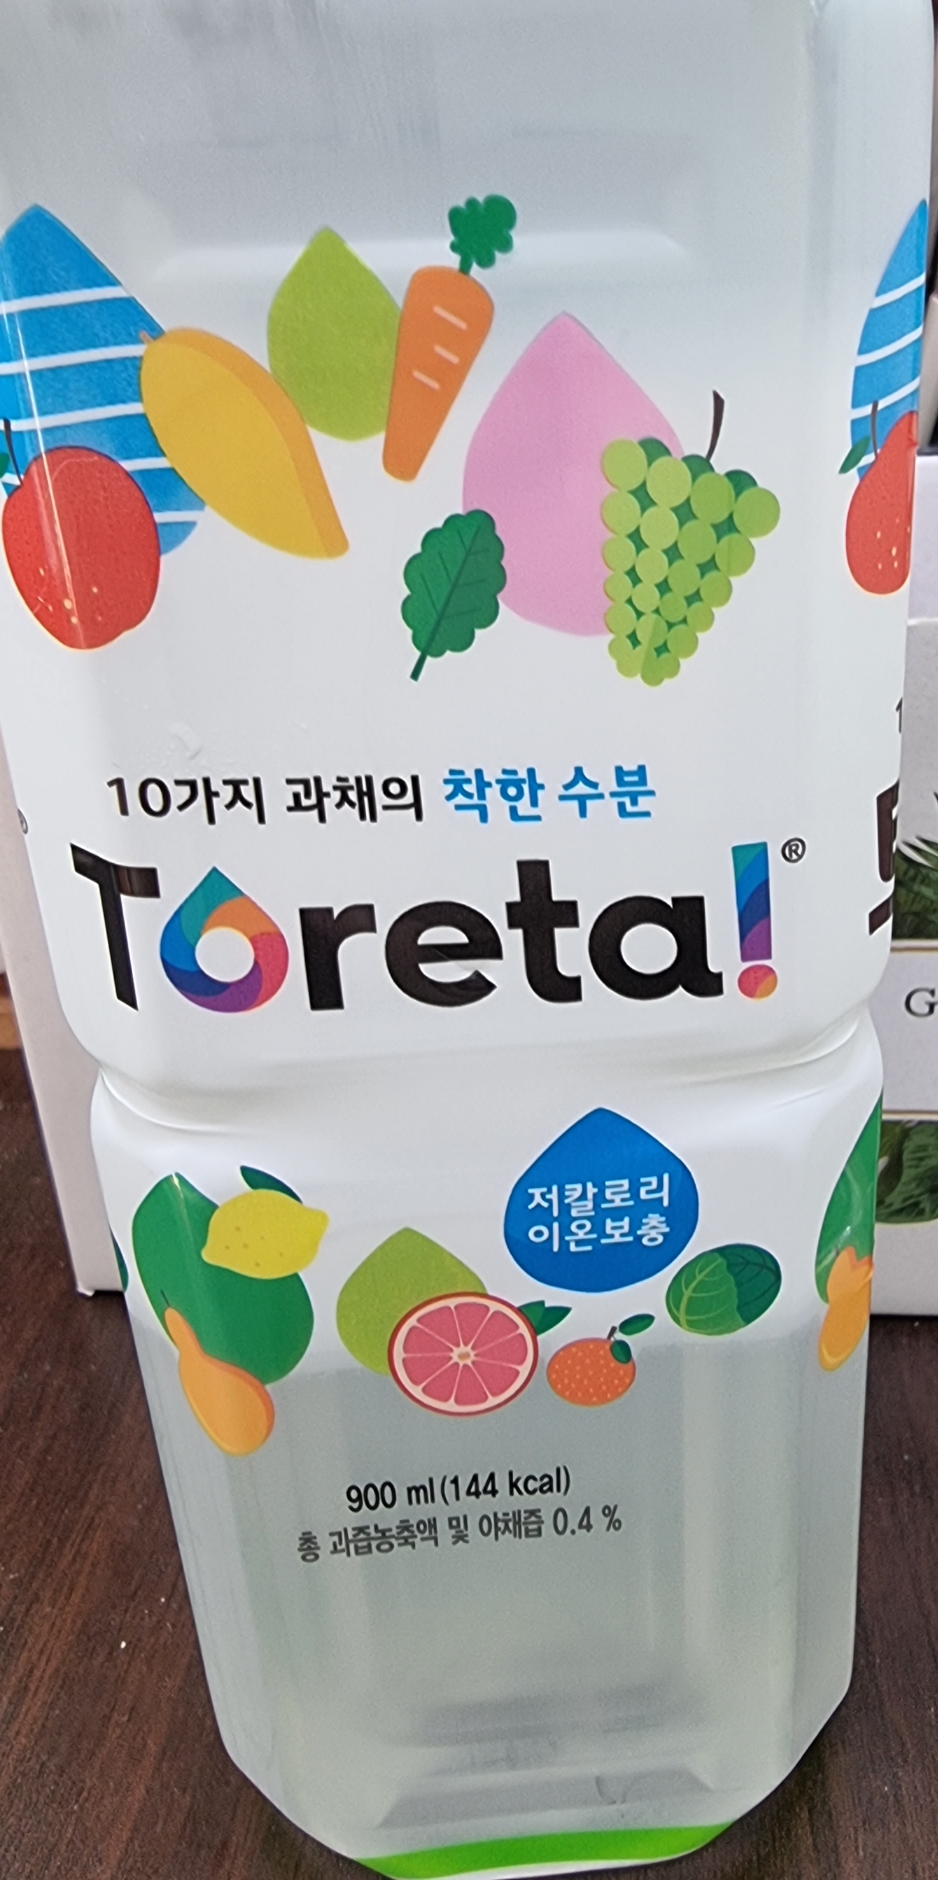 10가지 과채의 착한 수분
Toreta!®
저칼로리
이온보충
900 ml (144 kcal)
총 과즙농축액 및 야채즙 0.4 %
G